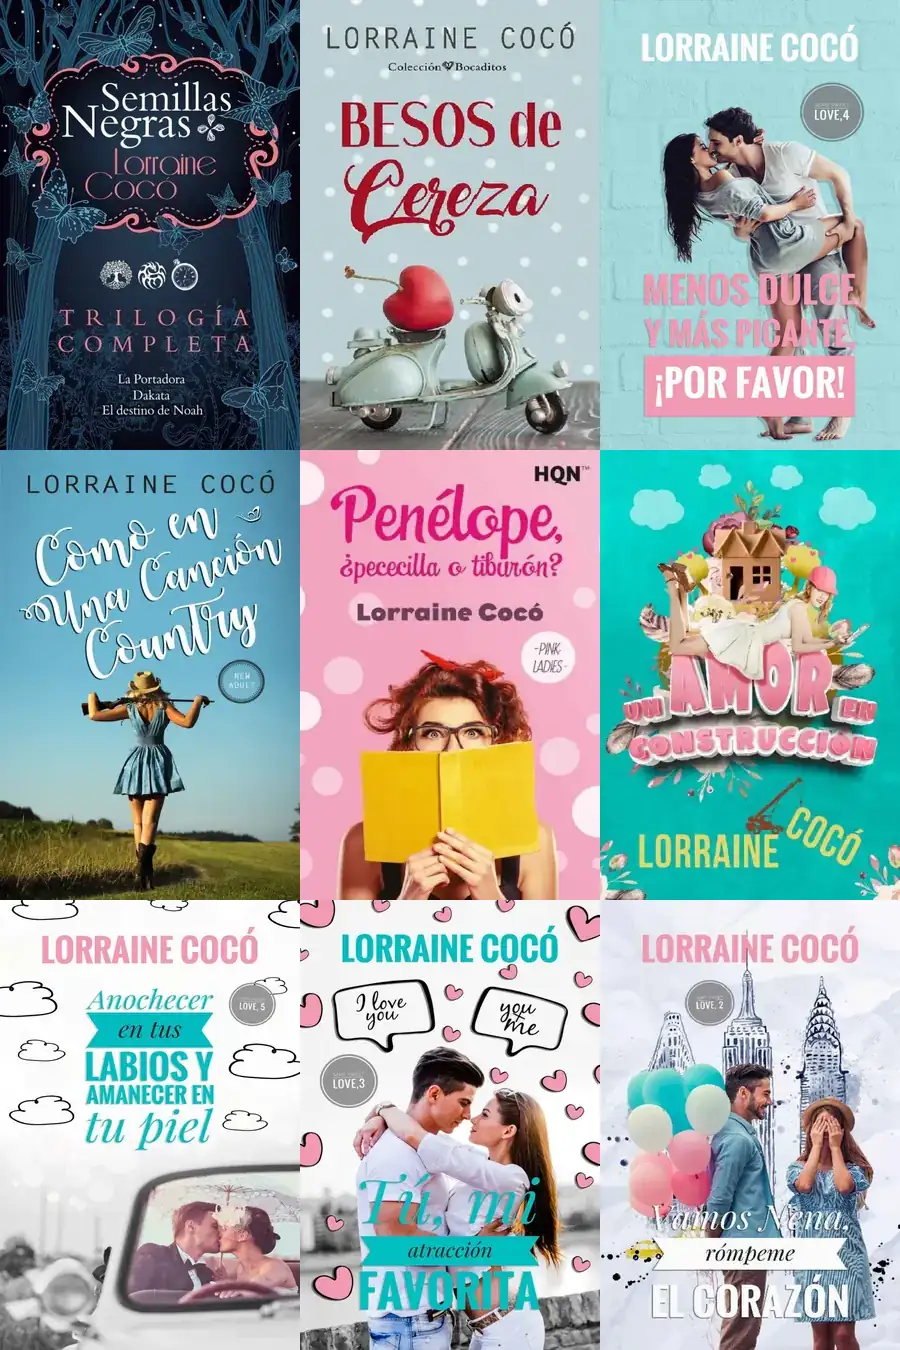 Semillas
Negras
Lorraine
Cocó
TRILOGÍA
COMPLETA
La Portadora
Dakata
El destino de Noah
LORRAINE COCÓ
Colección Bocaditos
BESOS de
Cereza
LORRAINE COCÓ
LOVE,4
MENOS DULCE
Y MÁS PICANTE,
¡POR FAVOR!
LORRAINE COCÓ
Como en
Una Canción
Country
NEW
ADULT
HQN™
Penélope,
¿pececilla o tiburón?
Lorraine Cocó
-PINK
LADIES-
UN AMOR EN
CONSTRUCCIÓN
LORRAINE COCÓ
LORRAINE COCÓ
LOVE, 5
Anochecer
en tus
LABIOS Y
AMANECER EN
tu piel
LORRAINE COCÓ
I love
you
you
me
LOVE,3
Tú, mi
atracción
FAVORITA
LORRAINE COCÓ
LOVE, 2
Vamos Nena,
rómpeme
EL CORAZÓN